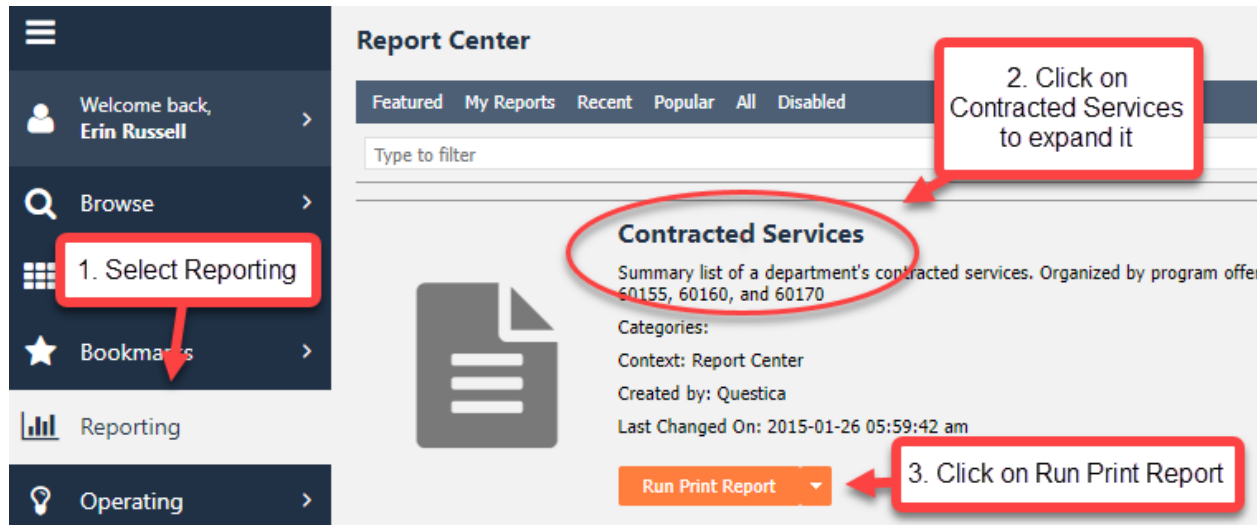 Welcome back,
Erin Russell
Browse
1. Select Reporting
Bookmarks
Reporting
Operating
Report Center
Featured My Reports Recent Popular All Disabled
Type to filter
2. Click on
Contracted Services
to expand it
Contracted Services
Summary list of a department's contracted services. Organized by program offer
60155, 60160, and 60170
Categories:
Context: Report Center
Created by: Questica
Last Changed On: 2015-01-26 05:59:42 am
Run Print Report
3. Click on Run Print Report